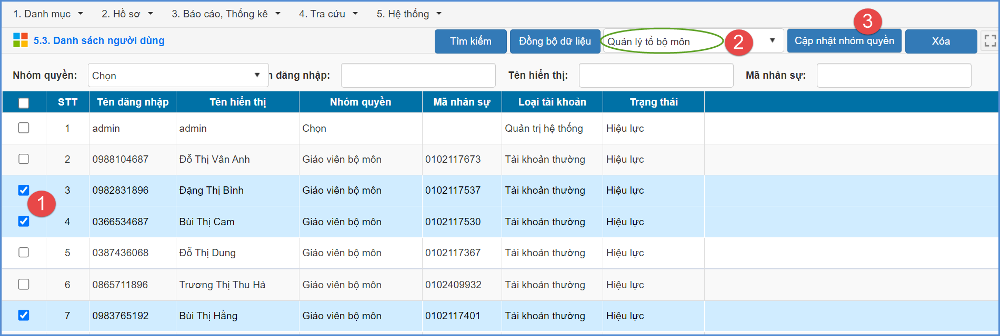 1. Danh mục 2. Hồ sơ 3. Báo cáo, Thống kê 4. Tra cứu 5. Hệ thống
3
5.3. Danh sách người dùng Tìm kiếm Đồng bộ dữ liệu Quản lý tổ bộ môn 2 Cập nhật nhóm quyền Xóa
Nhóm quyền: Chọn đăng nhập: Tên hiển thị: Mã nhân sự:
STT Tên đăng nhập Tên hiển thị Nhóm quyền Mã nhân sự Loại tài khoản Trạng thái
1 admin admin Chọn Quản trị hệ thống Hiệu lực
2 0988104687 Đỗ Thị Vân Anh Giáo viên bộ môn 0102117673 Tài khoản thường Hiệu lực
3 0982831896 Đặng Thị Bình Giáo viên bộ môn 0102117537 Tài khoản thường Hiệu lực
1
4 0366534687 Bùi Thị Cam Giáo viên bộ môn 0102117530 Tài khoản thường Hiệu lực
5 0387436068 Đỗ Thị Dung Giáo viên bộ môn 0102117367 Tài khoản thường Hiệu lực
6 0865711896 Trương Thị Thu Hà Giáo viên bộ môn 0102409932 Tài khoản thường Hiệu lực
7 0983765192 Bùi Thị Hằng Giáo viên bộ môn 0102117401 Tài khoản thường Hiệu lực